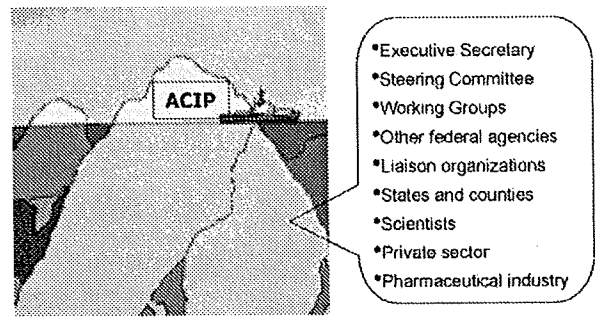 ACIP
•Executive Secretary
•Steering Committee
•Working Groups
•Other federal agencies
•Liaison organizations
•States and counties
•Scientists
•Private sector
•Pharmaceutical industry